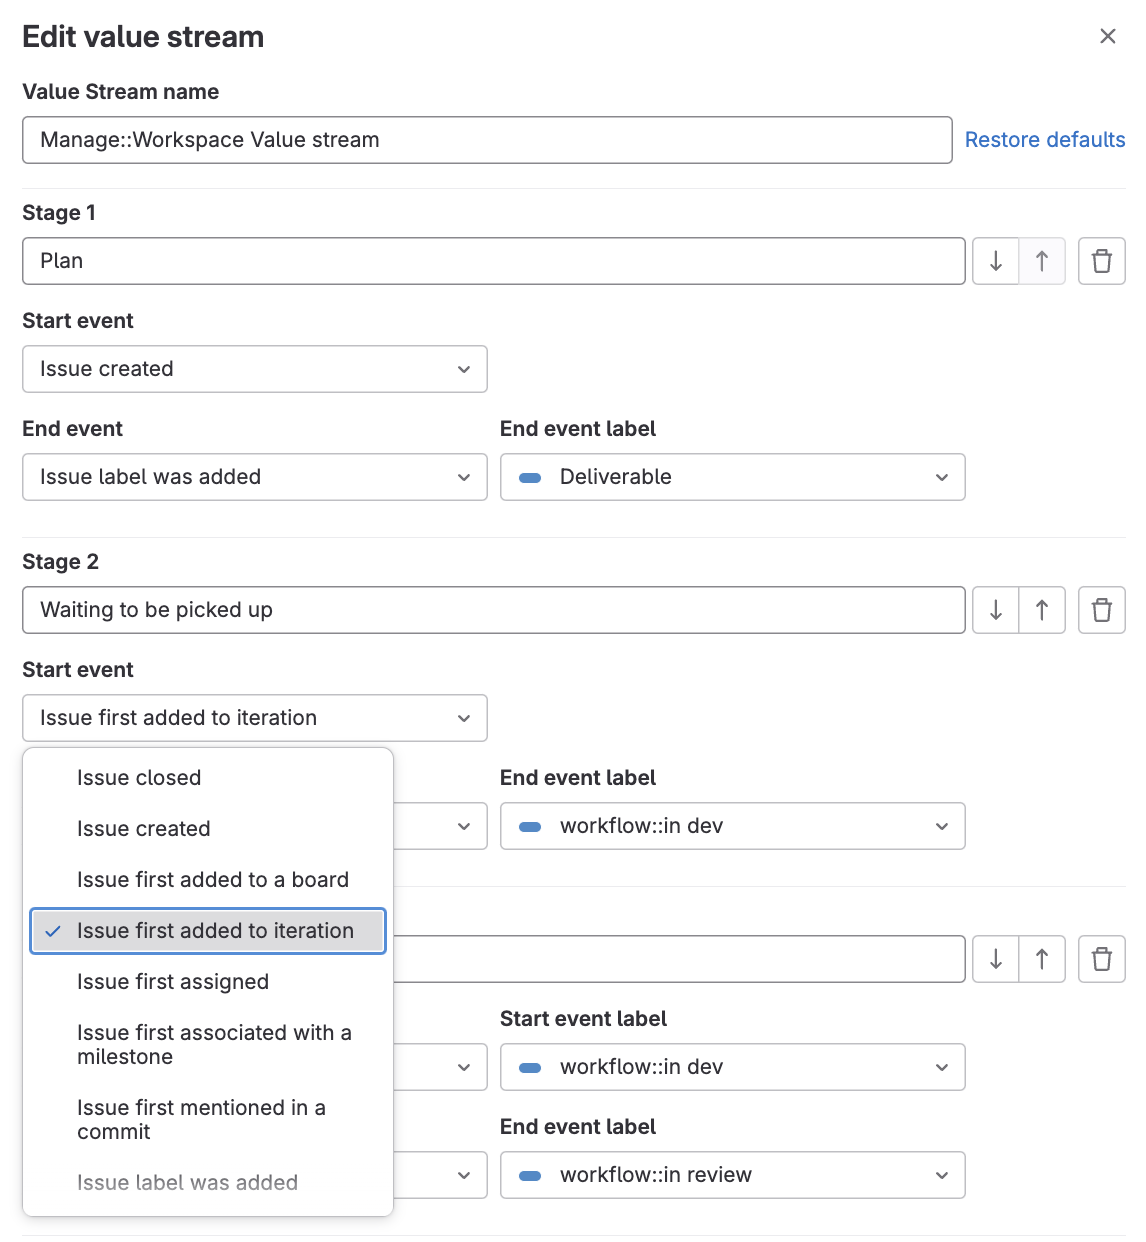 Edit value stream
Value Stream name
Manage::Workspace Value stream
Restore defaults
Stage 1
Plan
Start event
Issue created
End event
End event label
Issue label was added
Deliverable
Stage 2
Waiting to be picked up
Start event
Issue first added to iteration
Issue closed
End event label
Issue created
workflow::in dev
Issue first added to a board
Issue first added to iteration
Issue first assigned
Start event label
Issue first associated with a
milestone
workflow::in dev
Issue first mentioned in a
commit
End event label
Issue label was added
workflow::in review